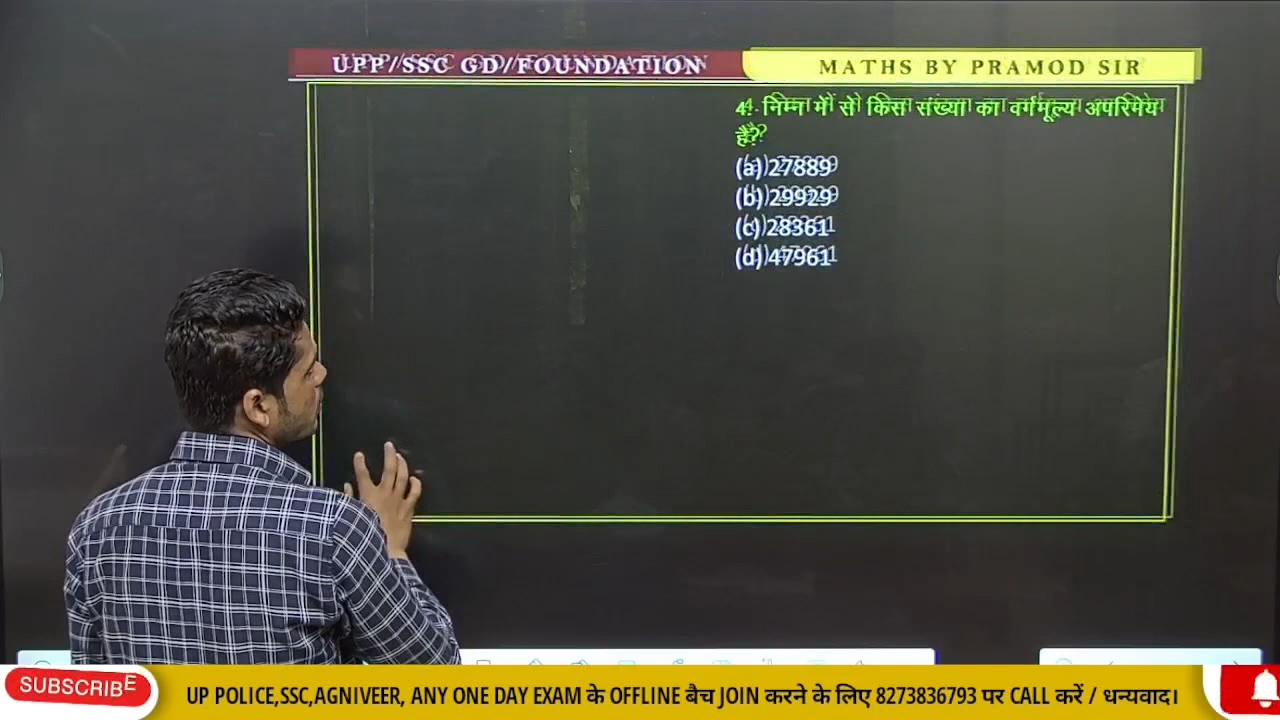 UPP/SSC GD/FOUNDATION
MATHS BY PRAMOD SIR
4. निम्न में से किस संख्या का वर्गमूल्य अपरिमेय
है?
(a) 27889
(b) 29929
(c) 28361
(d) 47961
SUBSCRIBE
UP POLICE,SSC,AGNIVEER, ANY ONE DAY EXAM के OFFLINE बैच JOIN करने के लिए 8273836793 पर CALL करें / धन्यवाद।